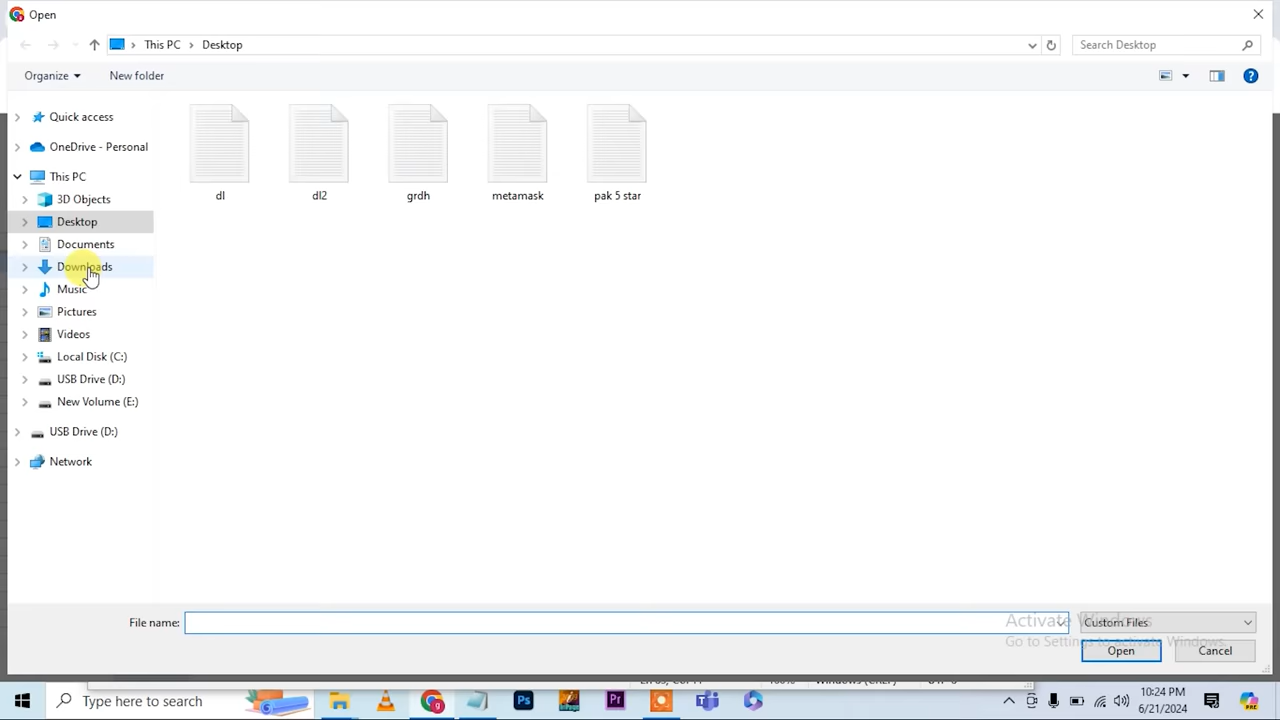 Open
This PC
Desktop
Search Desktop
Organize
New folder
Quick access
OneDrive - Personal
This PC
3D Objects
Desktop
Documents
Downloads
Music
Pictures
Videos
Local Disk (C:)
USB Drive (D:)
New Volume (E:)
USB Drive (D:)
Network
dl
dl2
grdh
metamask
pak 5 star
File name:
Custom Files
Activate Windows
Go to Settings to activate Windows.
Open
Cancel
Type here to search
10:24 PM
6/21/2024